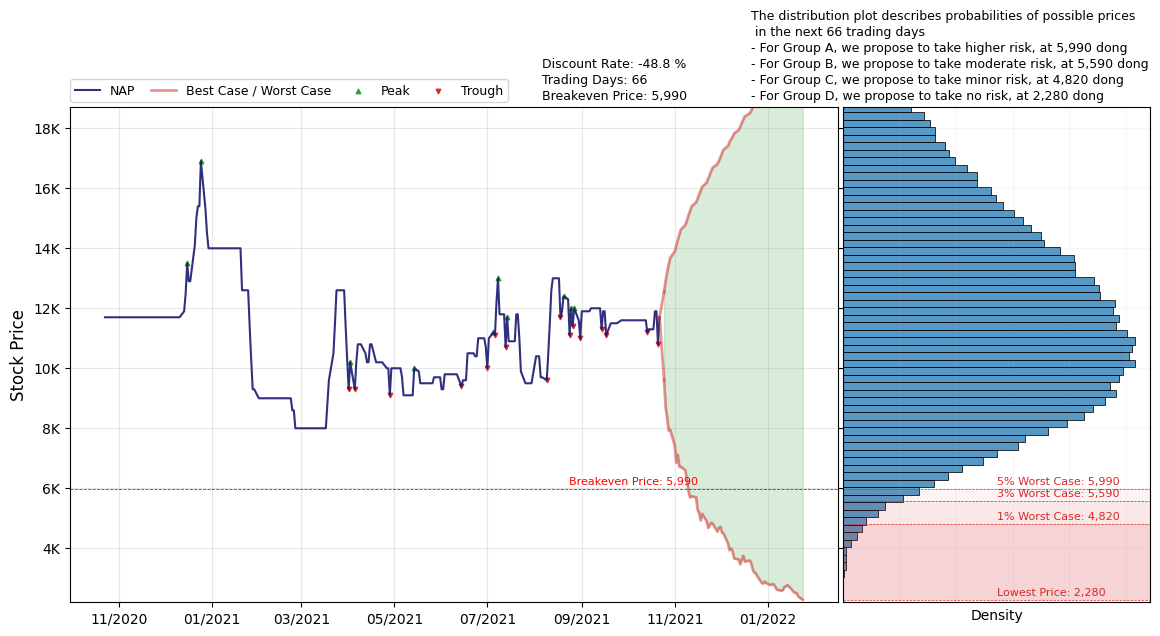 The distribution plot describes probabilities of possible prices
in the next 66 trading days
- For Group A, we propose to take higher risk, at 5,990 dong
- For Group B, we propose to take moderate risk, at 5,590 dong
- For Group C, we propose to take minor risk, at 4,820 dong
- For Group D, we propose to take no risk, at 2,280 dong
Discount Rate: -48.8 %
Trading Days: 66
Breakeven Price: 5,990
NAP
Best Case / Worst Case
Peak
Trough
Stock Price
18K
16K
14K
12K
10K
8K
6K
4K
Breakeven Price: 5,990
11/2020
01/2021
03/2021
05/2021
07/2021
09/2021
11/2021
01/2022
5% Worst Case: 5,990
3% Worst Case: 5,590
1% Worst Case: 4,820
Lowest Price: 2,280
Density